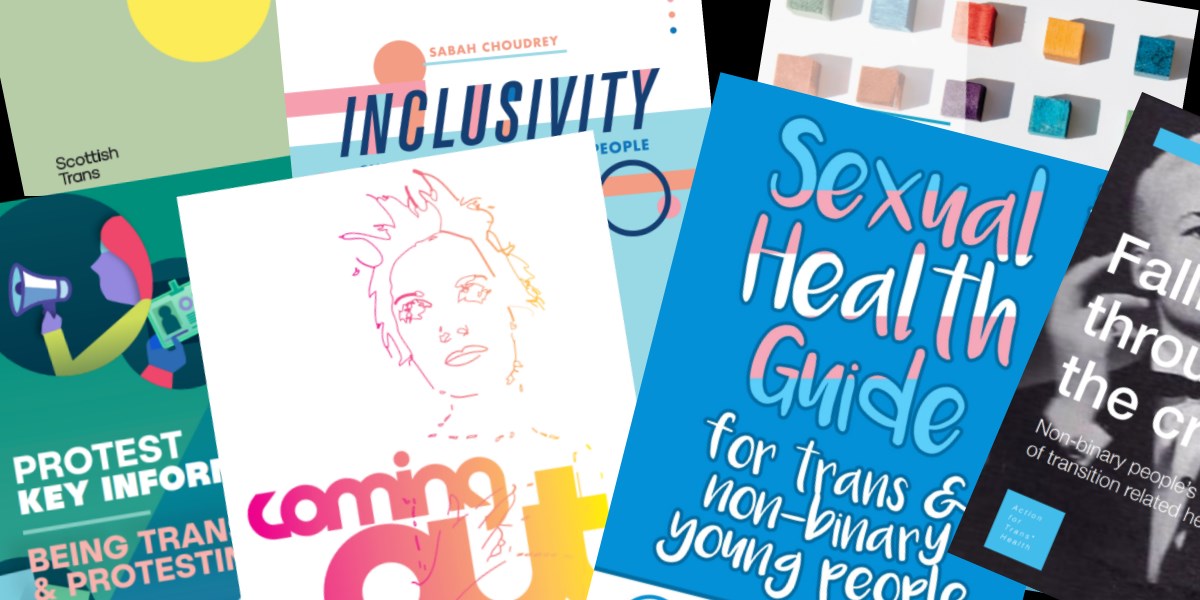 Scottish
Trans
SABAH CHOUDREY
INCLUSIVITY
PEOPLE
PROTEST
KEY INFORM
BEING TRAN
& PROTESTIN
coming
out
Sexual
Health
Guide
for trans &
non-binary
young people
Fall
throu
the cr
Non-binary people's
of transition related he
Action
for
Trans*
Health